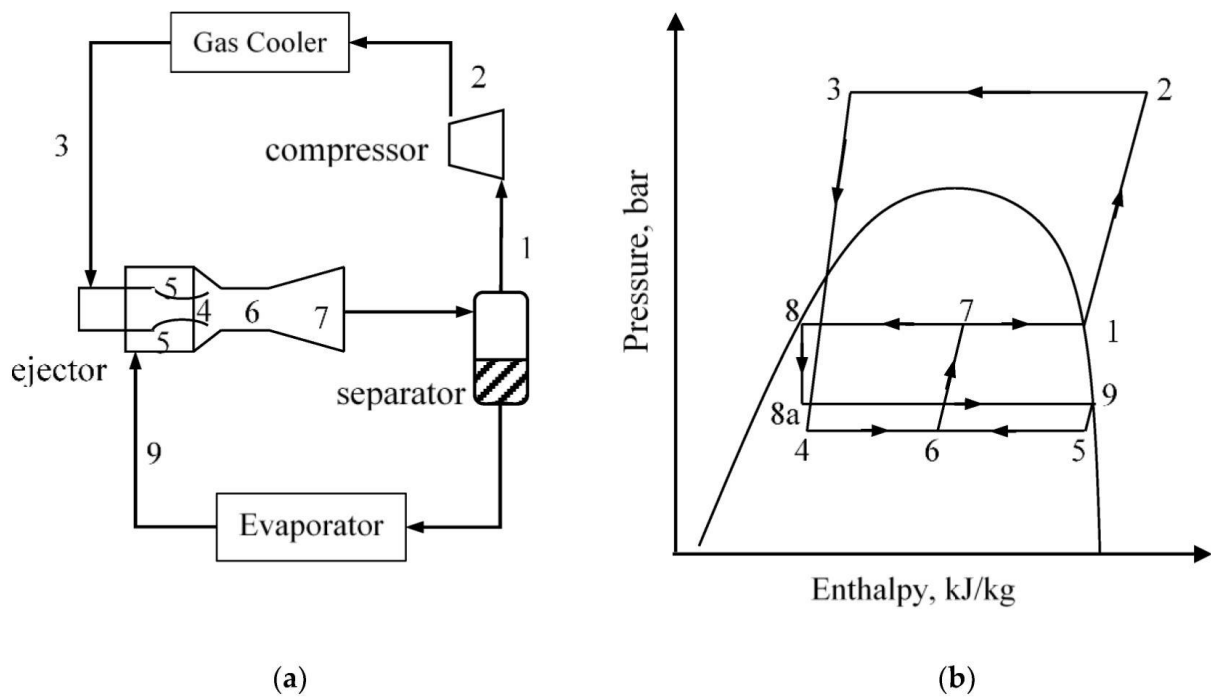 Gas Cooler
2
3
compressor
1
5
4
6
7
5
ejector
separator
9
Evaporator
(a)
Pressure, bar
3
2
8
7
1
8a
9
4
6
5
Enthalpy, kJ/kg
(b)